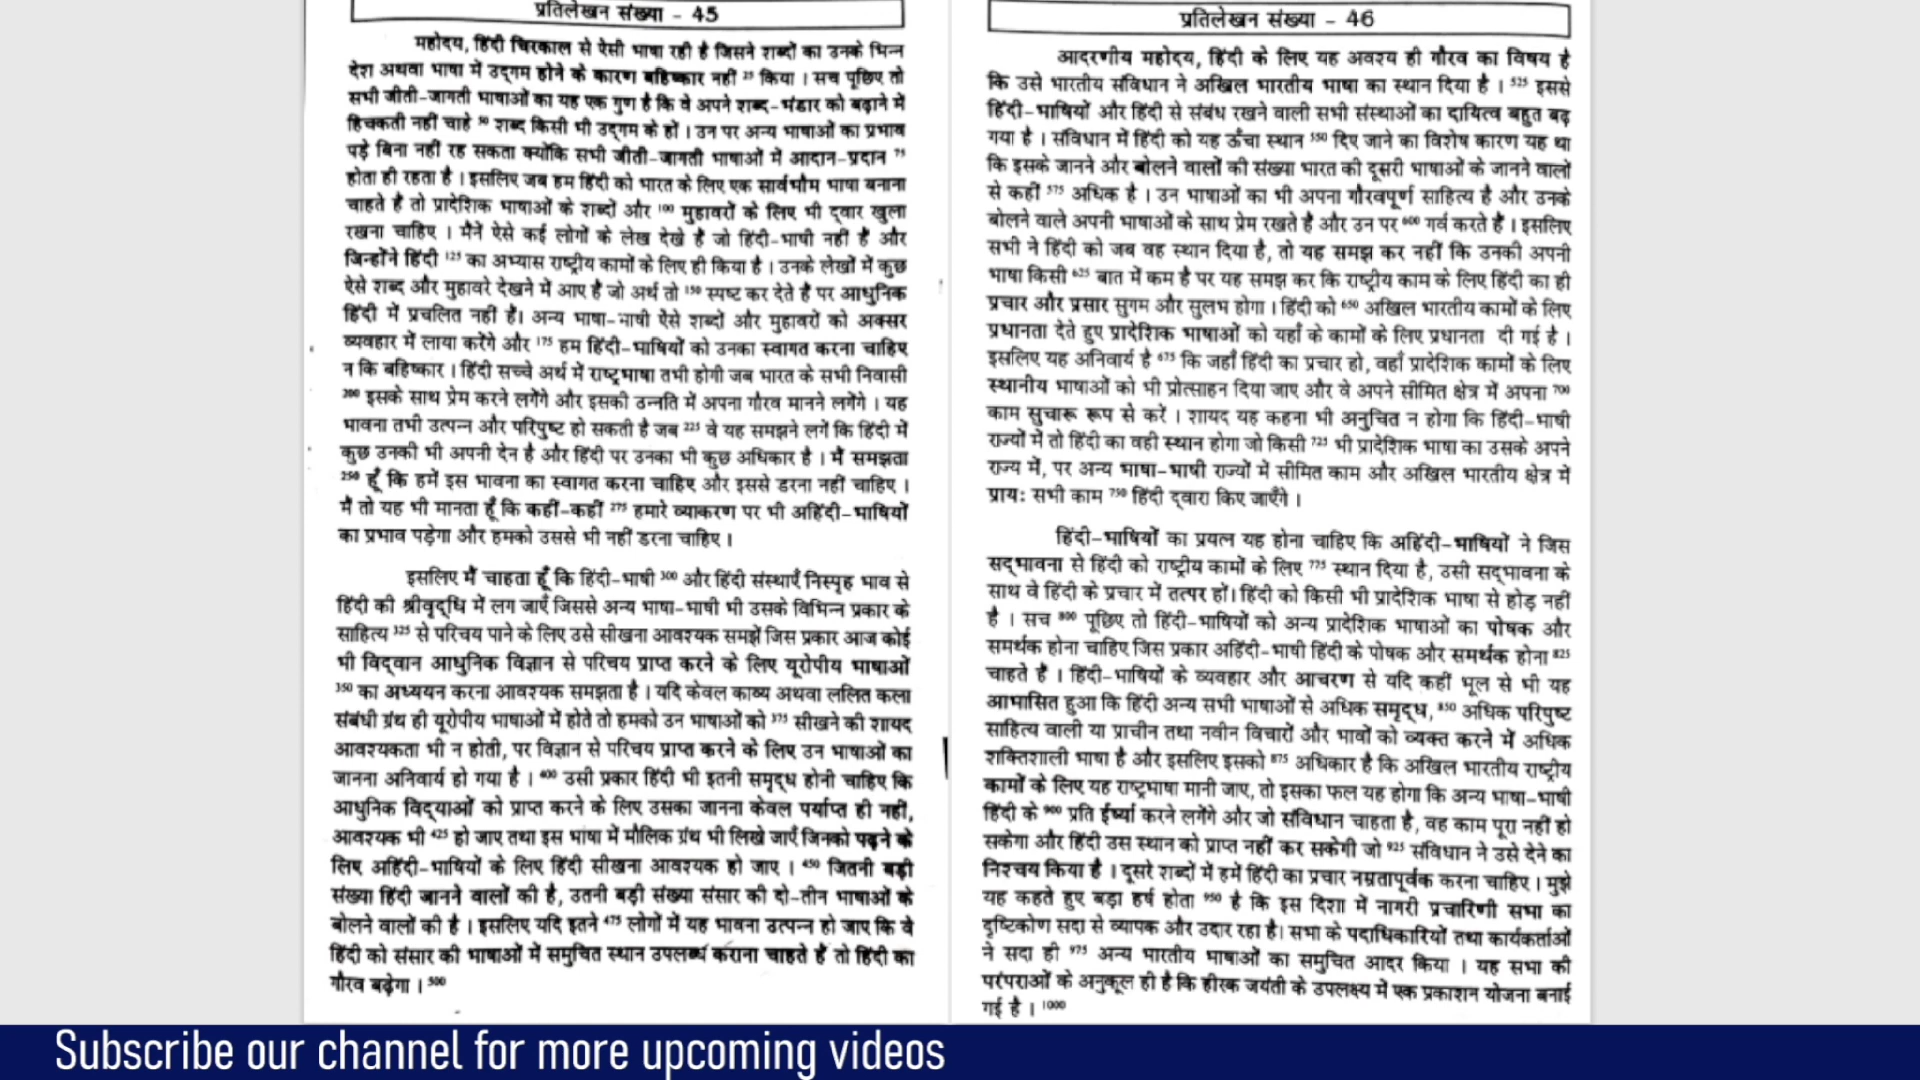 प्रतिलेखन संख्या - 45
महोदय, हिंदी चिरकाल से ऐसी भाषा रही है जिसने शब्दों का उनके भिन्न
देश अथवा भाषा में उद्गम होने के कारण बहिष्कार नहीं 25 किया । सच पूछिए तो
सभी जीती-जागती भाषाओं का यह एक गुण है कि वे अपने शब्द-भंडार को बढ़ाने में
हिचकती नहीं चाहे 50 शब्द किसी भी उद्गम के हों । उन पर अन्य भाषाओं का प्रभाव
पड़े बिना नहीं रह सकता क्योंकि सभी जीती-जागती भाषाओं में आदान-प्रदान 75
होता ही रहता है । इसलिए जब हम हिंदी को भारत के लिए एक सार्वभौम भाषा बनाना
चाहते हैं तो प्रादेशिक भाषाओं के शब्दों और 100 मुहावरों के लिए भी द्वार खुला
रखना चाहिए । मैनें ऐसे कई लोगों के लेख देखे हैं जो हिंदी-भाषी नहीं हैं और
जिन्होंने हिंदी 125 का अभ्यास राष्ट्रीय कामों के लिए ही किया है । उनके लेखों में कुछ
ऐसे शब्द और मुहावरे देखने में आए हैं जो अर्थ तो 150 स्पष्ट कर देते हैं पर आधुनिक
हिंदी में प्रचलित नहीं हैं। अन्य भाषा-भाषी ऐसे शब्दों और मुहावरों को अक्सर
व्यवहार में लाया करेंगे और 175 हम हिंदी-भाषियों को उनका स्वागत करना चाहिए
न कि बहिष्कार । हिंदी सच्चे अर्थ में राष्ट्रभाषा तभी होगी जब भारत के सभी निवासी
200 इसके साथ प्रेम करने लगेंगे और इसकी उन्नति में अपना गौरव मानने लगेंगे । यह
भावना तभी उत्पन्न और परिपुष्ट हो सकती है जब 225 वे यह समझने लगें कि हिंदी में
कुछ उनकी भी अपनी देन है और हिंदी पर उनका भी कुछ अधिकार है । मैं समझता
250 हूँ कि हमें इस भावना का स्वागत करना चाहिए और इससे डरना नहीं चाहिए ।
मैं तो यह भी मानता हूँ कि कहीं-कहीं 275 हमारे व्याकरण पर भी अहिंदी-भाषियों
का प्रभाव पड़ेगा और हमको उससे भी नहीं डरना चाहिए ।
इसलिए मैं चाहता हूँ कि हिंदी-भाषी 300 और हिंदी संस्थाएँ निस्पृह भाव से
हिंदी की श्रीवृद्धि में लग जाएँ जिससे अन्य भाषा-भाषी भी उसके विभिन्न प्रकार के
साहित्य 325 से परिचय पाने के लिए उसे सीखना आवश्यक समझें जिस प्रकार आज कोई
भी विद्वान आधुनिक विज्ञान से परिचय प्राप्त करने के लिए यूरोपीय भाषाओं
350 का अध्ययन करना आवश्यक समझता है । यदि केवल काव्य अथवा ललित कला
संबंधी ग्रंथ ही यूरोपीय भाषाओं में होते तो हमको उन भाषाओं को 375 सीखने की शायद
आवश्यकता भी न होती, पर विज्ञान से परिचय प्राप्त करने के लिए उन भाषाओं का
जानना अनिवार्य हो गया है । 400 उसी प्रकार हिंदी भी इतनी समृद्ध होनी चाहिए कि
आधुनिक विद्याओं को प्राप्त करने के लिए उसका जानना केवल पर्याप्त ही नहीं,
आवश्यक भी 425 हो जाए तथा इस भाषा में मौलिक ग्रंथ भी लिखे जाएँ जिनको पढ़ने के
लिए अहिंदी-भाषियों के लिए हिंदी सीखना आवश्यक हो जाए । 450 जितनी बड़ी
संख्या हिंदी जानने वालों की है, उतनी बड़ी संख्या संसार की दो-तीन भाषाओं के
बोलने वालों की है । इसलिए यदि इतने 475 लोगों में यह भावना उत्पन्न हो जाए कि वे
हिंदी को संसार की भाषाओं में समुचित स्थान उपलब्ध कराना चाहते हैं तो हिंदी का
गौरव बढ़ेगा । 500
प्रतिलेखन संख्या - 46
आदरणीय महोदय, हिंदी के लिए यह अवश्य ही गौरव का विषय है
कि उसे भारतीय संविधान ने अखिल भारतीय भाषा का स्थान दिया है । 525 इससे
हिंदी-भाषियों और हिंदी से संबंध रखने वाली सभी संस्थाओं का दायित्व बहुत बढ़
गया है । संविधान में हिंदी को यह ऊँचा स्थान 550 दिए जाने का विशेष कारण यह था
कि इसके जानने और बोलने वालों की संख्या भारत की दूसरी भाषाओं के जानने वालों
से कहीं 575 अधिक है । उन भाषाओं का भी अपना गौरवपूर्ण साहित्य है और उनके
बोलने वाले अपनी भाषाओं के साथ प्रेम रखते हैं और उन पर 600 गर्व करते हैं । इसलिए
सभी ने हिंदी को जब वह स्थान दिया है, तो यह समझ कर नहीं कि उनकी अपनी
भाषा किसी 625 बात में कम है पर यह समझ कर कि राष्ट्रीय काम के लिए हिंदी का ही
प्रचार और प्रसार सुगम और सुलभ होगा । हिंदी को 650 अखिल भारतीय कामों के लिए
प्रधानता देते हुए प्रादेशिक भाषाओं को यहाँ के कामों के लिए प्रधानता दी गई है ।
इसलिए यह अनिवार्य है 675 कि जहाँ हिंदी का प्रचार हो, वहाँ प्रादेशिक कामों के लिए
स्थानीय भाषाओं को भी प्रोत्साहन दिया जाए और वे अपने सीमित क्षेत्र में अपना 700
काम सुचारू रूप से करें । शायद यह कहना भी अनुचित न होगा कि हिंदी-भाषी
राज्यों में तो हिंदी का वही स्थान होगा जो किसी 725 भी प्रादेशिक भाषा का उसके अपने
राज्य में, पर अन्य भाषा-भाषी राज्यों में सीमित काम और अखिल भारतीय क्षेत्र में
प्रायः सभी काम 750 हिंदी द्वारा किए जाएँगे ।
हिंदी-भाषियों का प्रयत्न यह होना चाहिए कि अहिंदी-भाषियों ने जिस
सद्भावना से हिंदी को राष्ट्रीय कामों के लिए 775 स्थान दिया है, उसी सद्भावना के
साथ वे हिंदी के प्रचार में तत्पर हों। हिंदी को किसी भी प्रादेशिक भाषा से होड़ नहीं
है । सच 800 पूछिए तो हिंदी-भाषियों को अन्य प्रादेशिक भाषाओं का पोषक और
समर्थक होना चाहिए जिस प्रकार अहिंदी-भाषी हिंदी के पोषक और समर्थक होना 825
चाहते हैं । हिंदी-भाषियों के व्यवहार और आचरण से यदि कहीं भूल से भी यह
आभासित हुआ कि हिंदी अन्य सभी भाषाओं से अधिक समृद्ध, 850 अधिक परिपुष्ट
साहित्य वाली या प्राचीन तथा नवीन विचारों और भावों को व्यक्त करने में अधिक
शक्तिशाली भाषा है और इसलिए इसको 875 अधिकार है कि अखिल भारतीय राष्ट्रीय
कामों के लिए यह राष्ट्रभाषा मानी जाए, तो इसका फल यह होगा कि अन्य भाषा-भाषी
हिंदी के 900 प्रति ईर्ष्या करने लगेंगे और जो संविधान चाहता है, वह काम पूरा नहीं हो
सकेगा और हिंदी उस स्थान को प्राप्त नहीं कर सकेगी जो 925 संविधान ने उसे देने का
निश्चय किया है । दूसरे शब्दों में हमें हिंदी का प्रचार नम्रतापूर्वक करना चाहिए । मुझे
यह कहते हुए बड़ा हर्ष होता 950 है कि इस दिशा में नागरी प्रचारिणी सभा का
दृष्टिकोण सदा से व्यापक और उदार रहा है। सभा के पदाधिकारियों तथा कार्यकर्ताओं
ने सदा ही 975 अन्य भारतीय भाषाओं का समुचित आदर किया । यह सभा की
परंपराओं के अनुकूल ही है कि हीरक जयंती के उपलक्ष्य में एक प्रकाशन योजना बनाई
गई है । 1000
Subscribe our channel for more upcoming videos